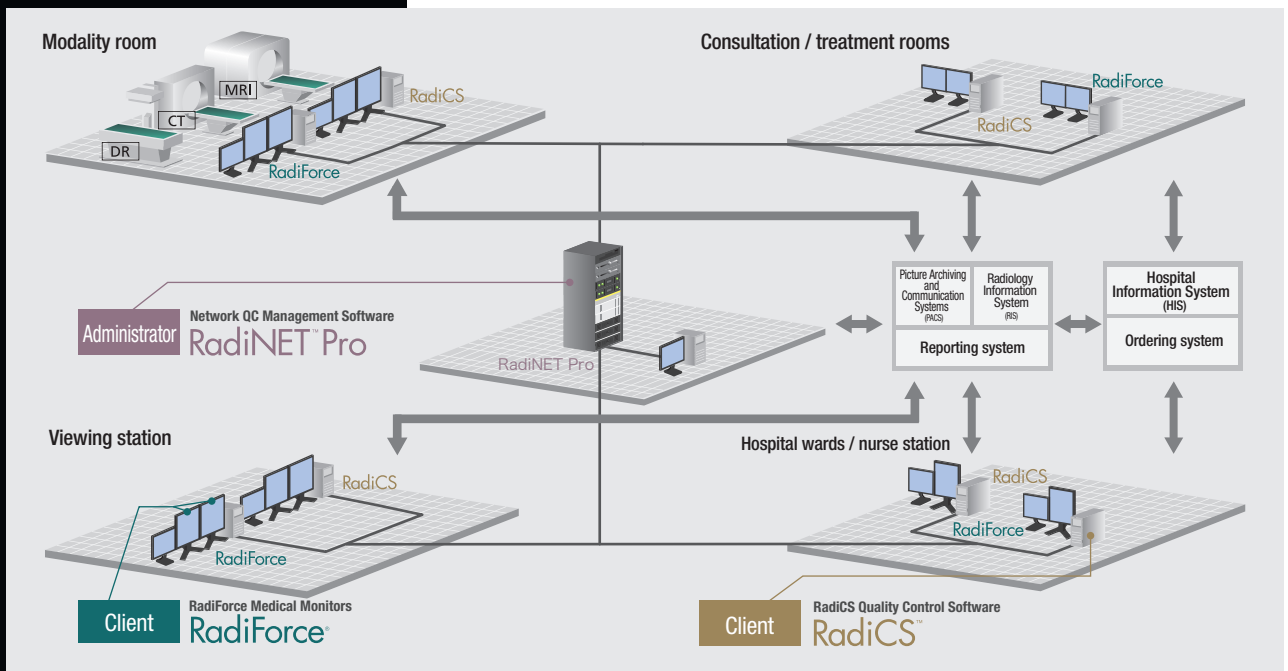 Modality room
MRI
CT
DR
RadiCS
RadiForce
Consultation / treatment rooms
RadiForce
RadiCS
Administrator
Network QC Management Software
RadiNET™ Pro
RadiNET Pro
Picture Archiving
and
Communication
Systems
(PACS)
Radiology
Information
System
(RIS)
Reporting system
Hospital
Information System
(HIS)
Ordering system
Viewing station
RadiCS
RadiForce
Hospital wards / nurse station
RadiCS
RadiForce
Client
RadiForce Medical Monitors
RadiForce®
Client
RadiCS Quality Control Software
RadiCS™